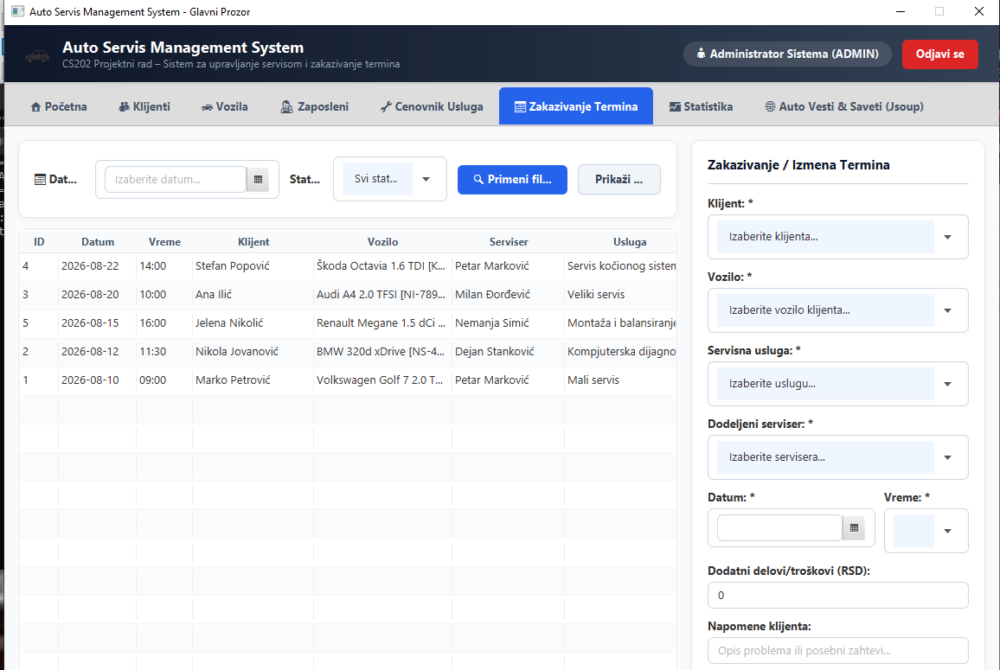 Auto Servis Management System - Glavni Prozor
Auto Servis Management System
CS202 Projektni rad – Sistem za upravljanje servisom i zakazivanje termina
Administrator Sistema (ADMIN)
Odjavi se
Početna
Klijenti
Vozila
Zaposleni
Cenovnik Usluga
Zakazivanje Termina
Statistika
Auto Vesti & Saveti (Jsoup)
Dat...
Izaberite datum...
Stat...
Svi stat...
Primeni fil...
Prikaži ...
ID Datum Vreme Klijent Vozilo Serviser Usluga
4 2026-08-22 14:00 Stefan Popović Škoda Octavia 1.6 TDI [K... Petar Marković Servis kočionog sistem
3 2026-08-20 10:00 Ana Ilić Audi A4 2.0 TFSI [NI-789... Milan Đorđević Veliki servis
5 2026-08-15 16:00 Jelena Nikolić Renault Megane 1.5 dCi ... Nemanja Simić Montaža i balansiranje
2 2026-08-12 11:30 Nikola Jovanović BMW 320d xDrive [NS-4... Dejan Stanković Kompjuterska dijagno
1 2026-08-10 09:00 Marko Petrović Volkswagen Golf 7 2.0 T... Petar Marković Mali servis
Zakazivanje / Izmena Termina
Klijent: *
Izaberite klijenta...
Vozilo: *
Izaberite vozilo klijenta...
Servisna usluga: *
Izaberite uslugu...
Dodeljeni serviser: *
Izaberite servisera...
Datum: * Vreme: *
Dodatni delovi/troškovi (RSD):
0
Napomene klijenta:
Opis problema ili posebni zahtevi...